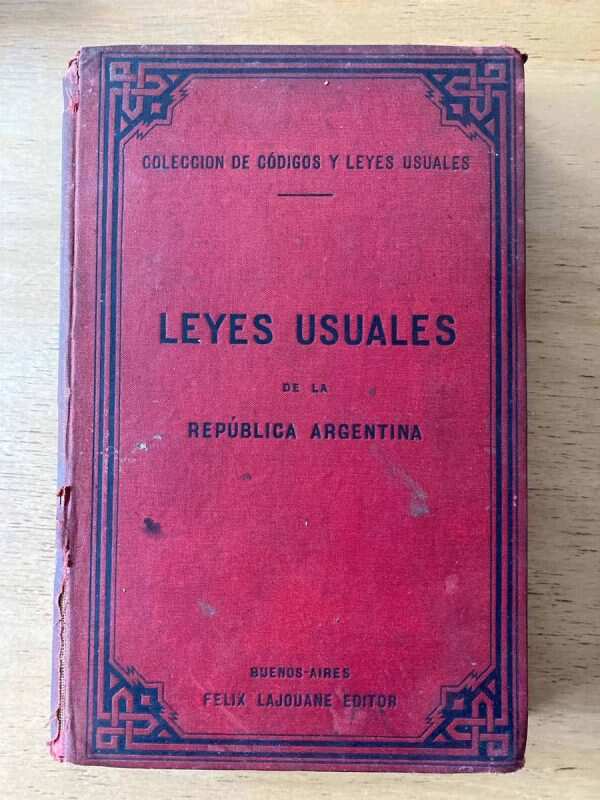 COLECCION DE CÓDIGOS Y LEYES USUALES
LEYES USUALES
DE LA
REPÚBLICA ARGENTINA
BUENOS-AIRES
FELIX LAJOUANE EDITOR